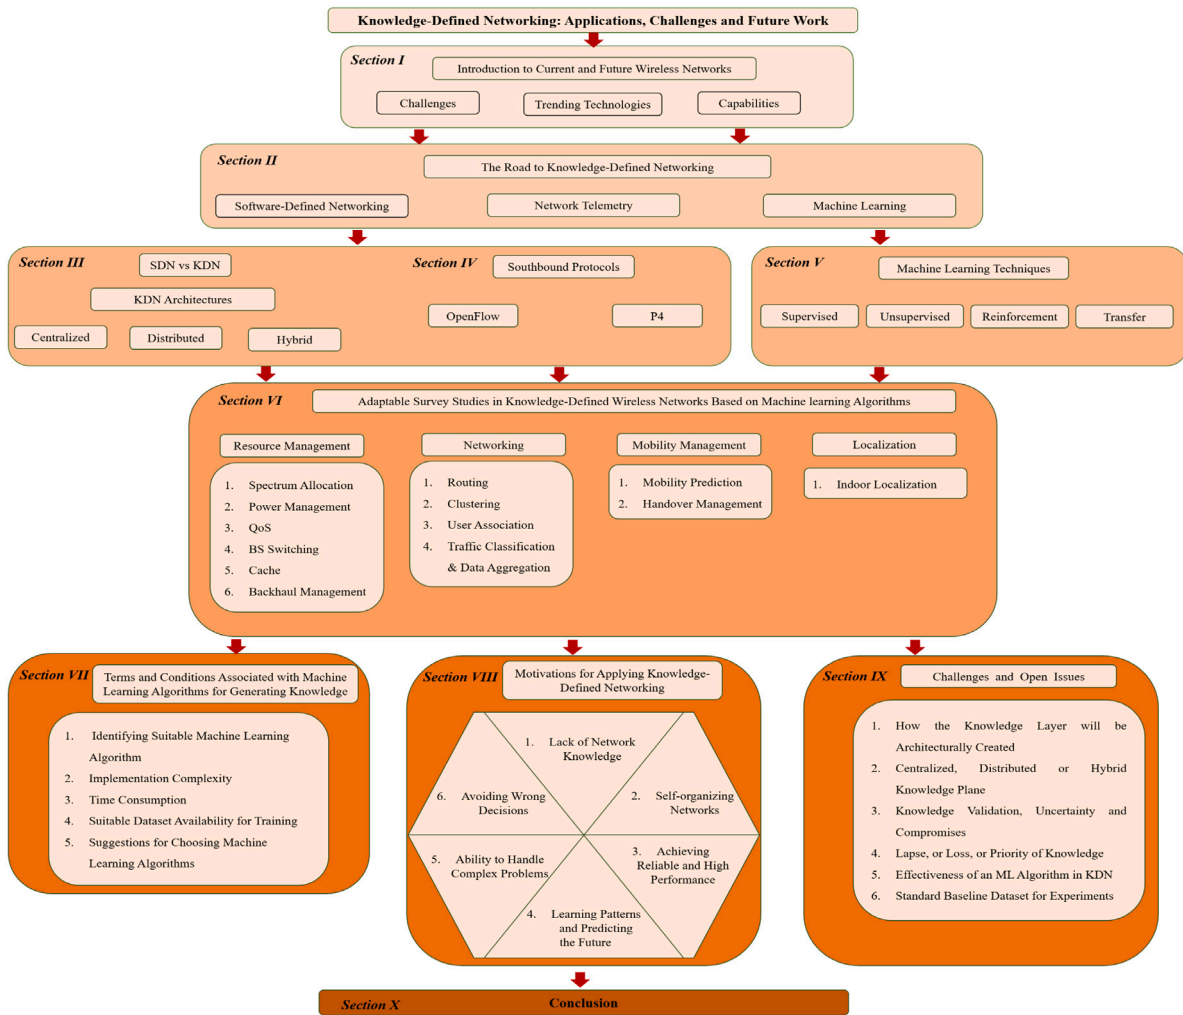 Knowledge-Defined Networking: Applications, Challenges and Future Work
Section I
Introduction to Current and Future Wireless Networks
Challenges
Trending Technologies
Capabilities
Section II
The Road to Knowledge-Defined Networking
Software-Defined Networking
Network Telemetry
Machine Learning
Section III
SDN vs KDN
KDN Architectures
Centralized
Distributed
Hybrid
Section IV
Southbound Protocols
OpenFlow
P4
Section V
Machine Learning Techniques
Supervised
Unsupervised
Reinforcement
Transfer
Section VI
Adaptable Survey Studies in Knowledge-Defined Wireless Networks Based on Machine learning Algorithms
Resource Management
1. Spectrum Allocation
2. Power Management
3. QoS
4. BS Switching
5. Cache
6. Backhaul Management
Networking
1. Routing
2. Clustering
3. User Association
4. Traffic Classification
& Data Aggregation
Mobility Management
1. Mobility Prediction
2. Handover Management
Localization
1. Indoor Localization
Section VII
Terms and Conditions Associated with Machine
Learning Algorithms for Generating Knowledge
1. Identifying Suitable Machine Learning
Algorithm
2. Implementation Complexity
3. Time Consumption
4. Suitable Dataset Availability for Training
5. Suggestions for Choosing Machine
Learning Algorithms
Section VIII
Motivations for Applying Knowledge-
Defined Networking
1. Lack of Network
Knowledge
2. Self-organizing
Networks
3. Achieving
Reliable and High
Performance
4. Learning Patterns
and Predicting
the Future
5. Ability to Handle
Complex Problems
6. Avoiding Wrong
Decisions
Section IX
Challenges and Open Issues
1. How the Knowledge Layer will be
Architecturally Created
2. Centralized, Distributed or Hybrid
Knowledge Plane
3. Knowledge Validation, Uncertainty and
Compromises
4. Lapse, or Loss, or Priority of Knowledge
5. Effectiveness of an ML Algorithm in KDN
6. Standard Baseline Dataset for Experiments
Section X
Conclusion